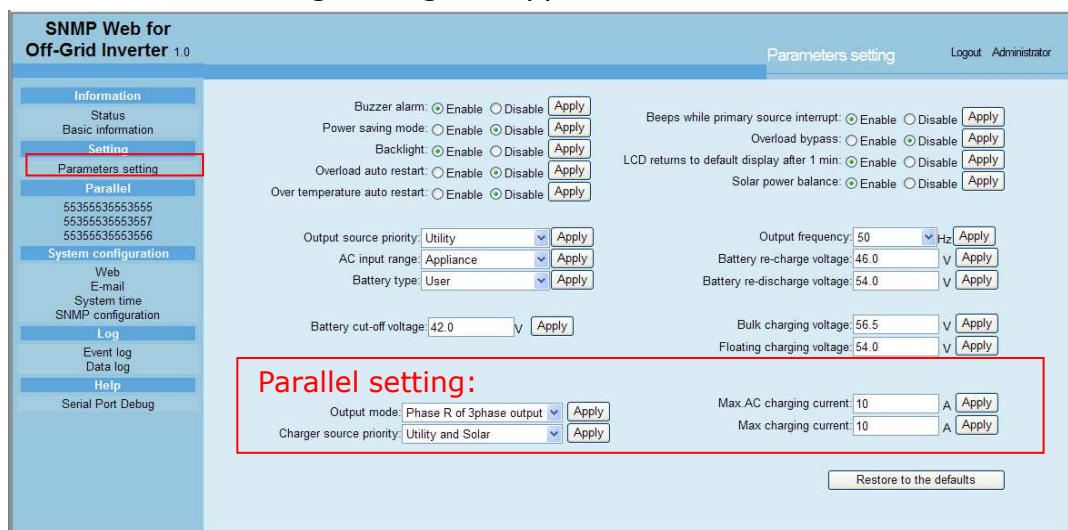 SNMP Web for
Off-Grid Inverter 1.0
Parameters setting
Logout Administrator
Information
Status
Basic information
Setting
Parameters setting
Parallel
55355535553555
55355535553557
55355535553556
System configuration
Web
E-mail
System time
SNMP configuration
Log
Event log
Data log
Help
Serial Port Debug
Buzzer alarm: Enable Disable Apply
Power saving mode: Enable Disable Apply
Backlight: Enable Disable Apply
Overload auto restart: Enable Disable Apply
Over temperature auto restart: Enable Disable Apply
Beeps while primary source interrupt: Enable Disable Apply
Overload bypass: Enable Disable Apply
LCD returns to default display after 1 min: Enable Disable Apply
Solar power balance: Enable Disable Apply
Output source priority: Utility Apply
AC input range: Appliance Apply
Battery type: User Apply
Output frequency: 50 Hz Apply
Battery re-charge voltage: 46.0 V Apply
Battery re-discharge voltage: 54.0 V Apply
Battery cut-off voltage: 42.0 V Apply
Bulk charging voltage: 56.5 V Apply
Floating charging voltage: 54.0 V Apply
Parallel setting:
Output mode: Phase R of 3phase output Apply
Charger source priority: Utility and Solar Apply
Max.AC charging current: 10 A Apply
Max charging current: 10 A Apply
Restore to the defaults